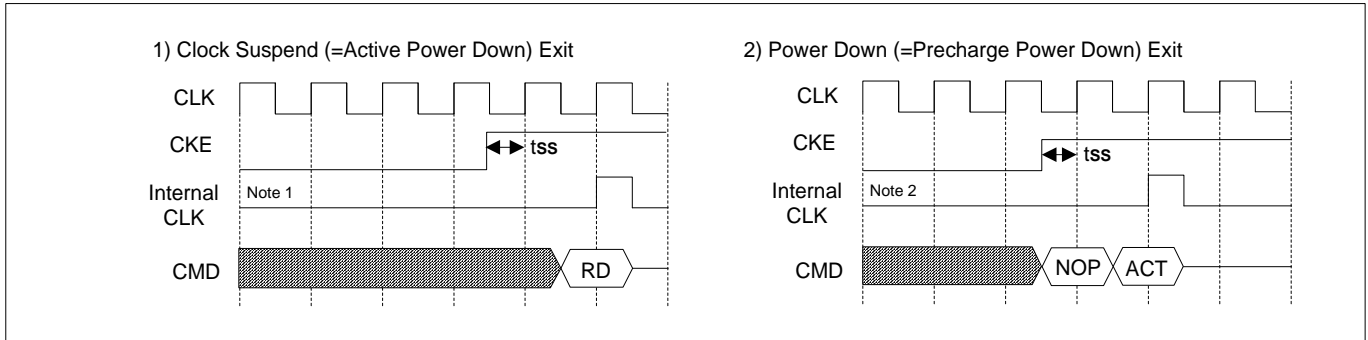 1) Clock Suspend (=Active Power Down) Exit
CLK
CKE
tss
Internal
CLK
Note 1
CMD
RD
2) Power Down (=Precharge Power Down) Exit
CLK
CKE
tss
Internal
CLK
Note 2
CMD
NOP
ACT